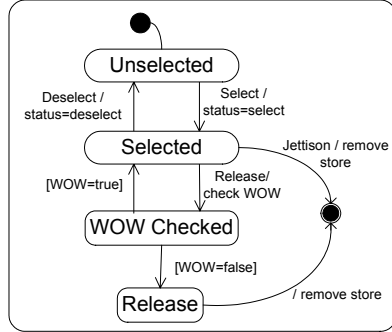 Unselected
Deselect /
status=deselect
Select /
status=select
Selected
Jettison / remove
store
[WOW=true]
Release/
check WOW
WOW Checked
[WOW=false]
Release
/ remove store